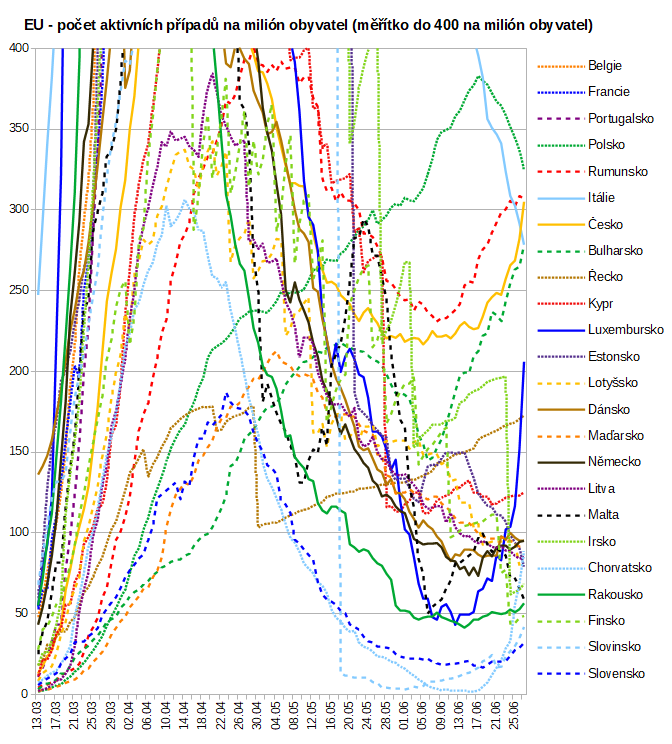 EU - počet aktivních případů na milión obyvatel (měřítko do 400 na milión obyvatel)
400
350
300
250
200
150
100
50
0
13.03
17.03
21.03
25.03
29.03
02.04
06.04
10.04
14.04
18.04
22.04
26.04
30.04
04.05
08.05
12.05
16.05
20.05
24.05
28.05
01.06
05.06
09.06
13.06
17.06
21.06
25.06
Belgie
Francie
Portugalsko
Polsko
Rumunsko
Itálie
Česko
Bulharsko
Řecko
Kypr
Luxembursko
Estonsko
Lotyšsko
Dánsko
Maďarsko
Německo
Litva
Malta
Irsko
Chorvatsko
Rakousko
Finsko
Slovinsko
Slovensko